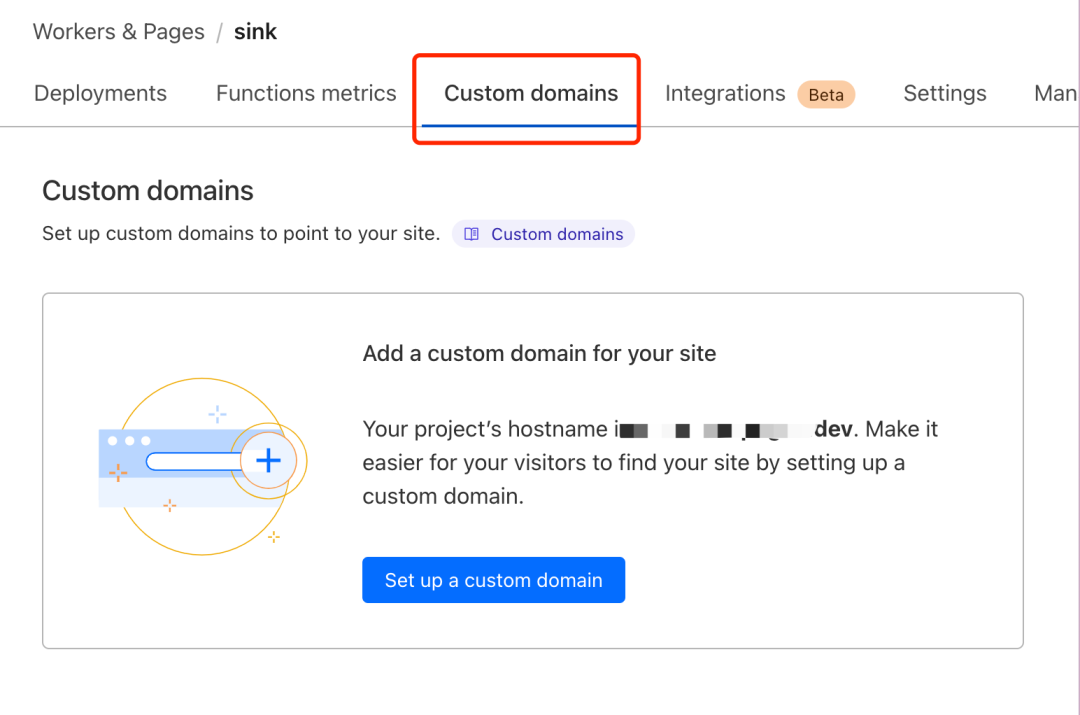 Workers & Pages / sink
Deployments Functions metrics Custom domains Integrations Beta Settings Man
Custom domains
Set up custom domains to point to your site. Custom domains
Add a custom domain for your site
Your project’s hostname dev. Make it
easier for your visitors to find your site by setting up a
custom domain.
Set up a custom domain